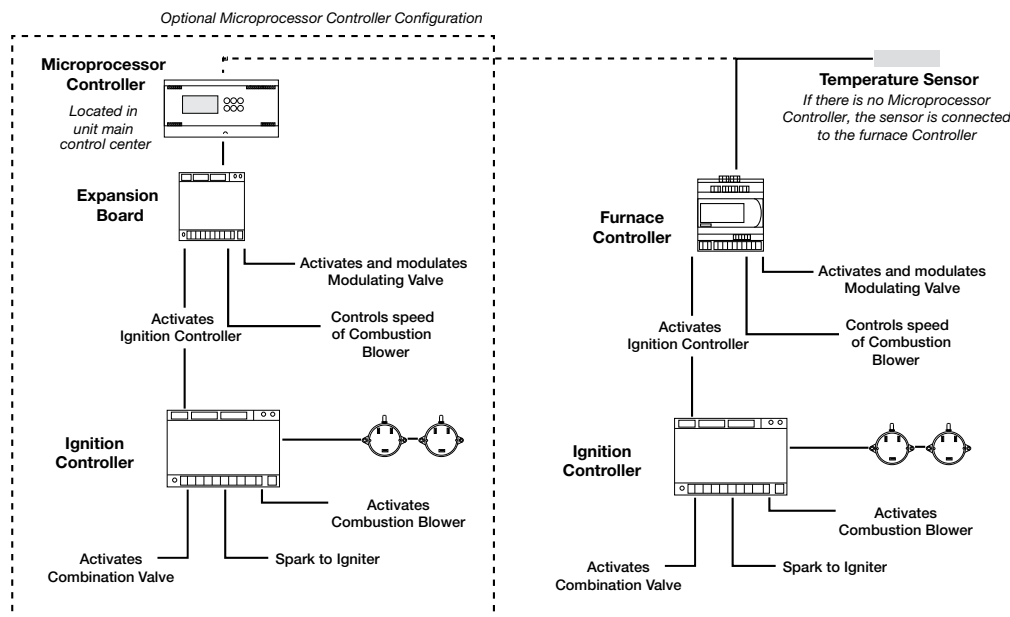 Optional Microprocessor Controller Configuration
Microprocessor
Controller
Located in
unit main
control center
Expansion
Board
Activates and modulates
Modulating Valve
Activates
Ignition Controller
Controls speed
of Combustion
Blower
Ignition
Controller
Activates
Combustion Blower
Activates
Combination Valve
Spark to Igniter
Temperature Sensor
If there is no Microprocessor
Controller, the sensor is connected
to the furnace Controller
Furnace
Controller
Activates and modulates
Modulating Valve
Activates
Ignition Controller
Controls speed
of Combustion
Blower
Ignition
Controller
Activates
Combustion Blower
Activates
Combination Valve
Spark to Igniter